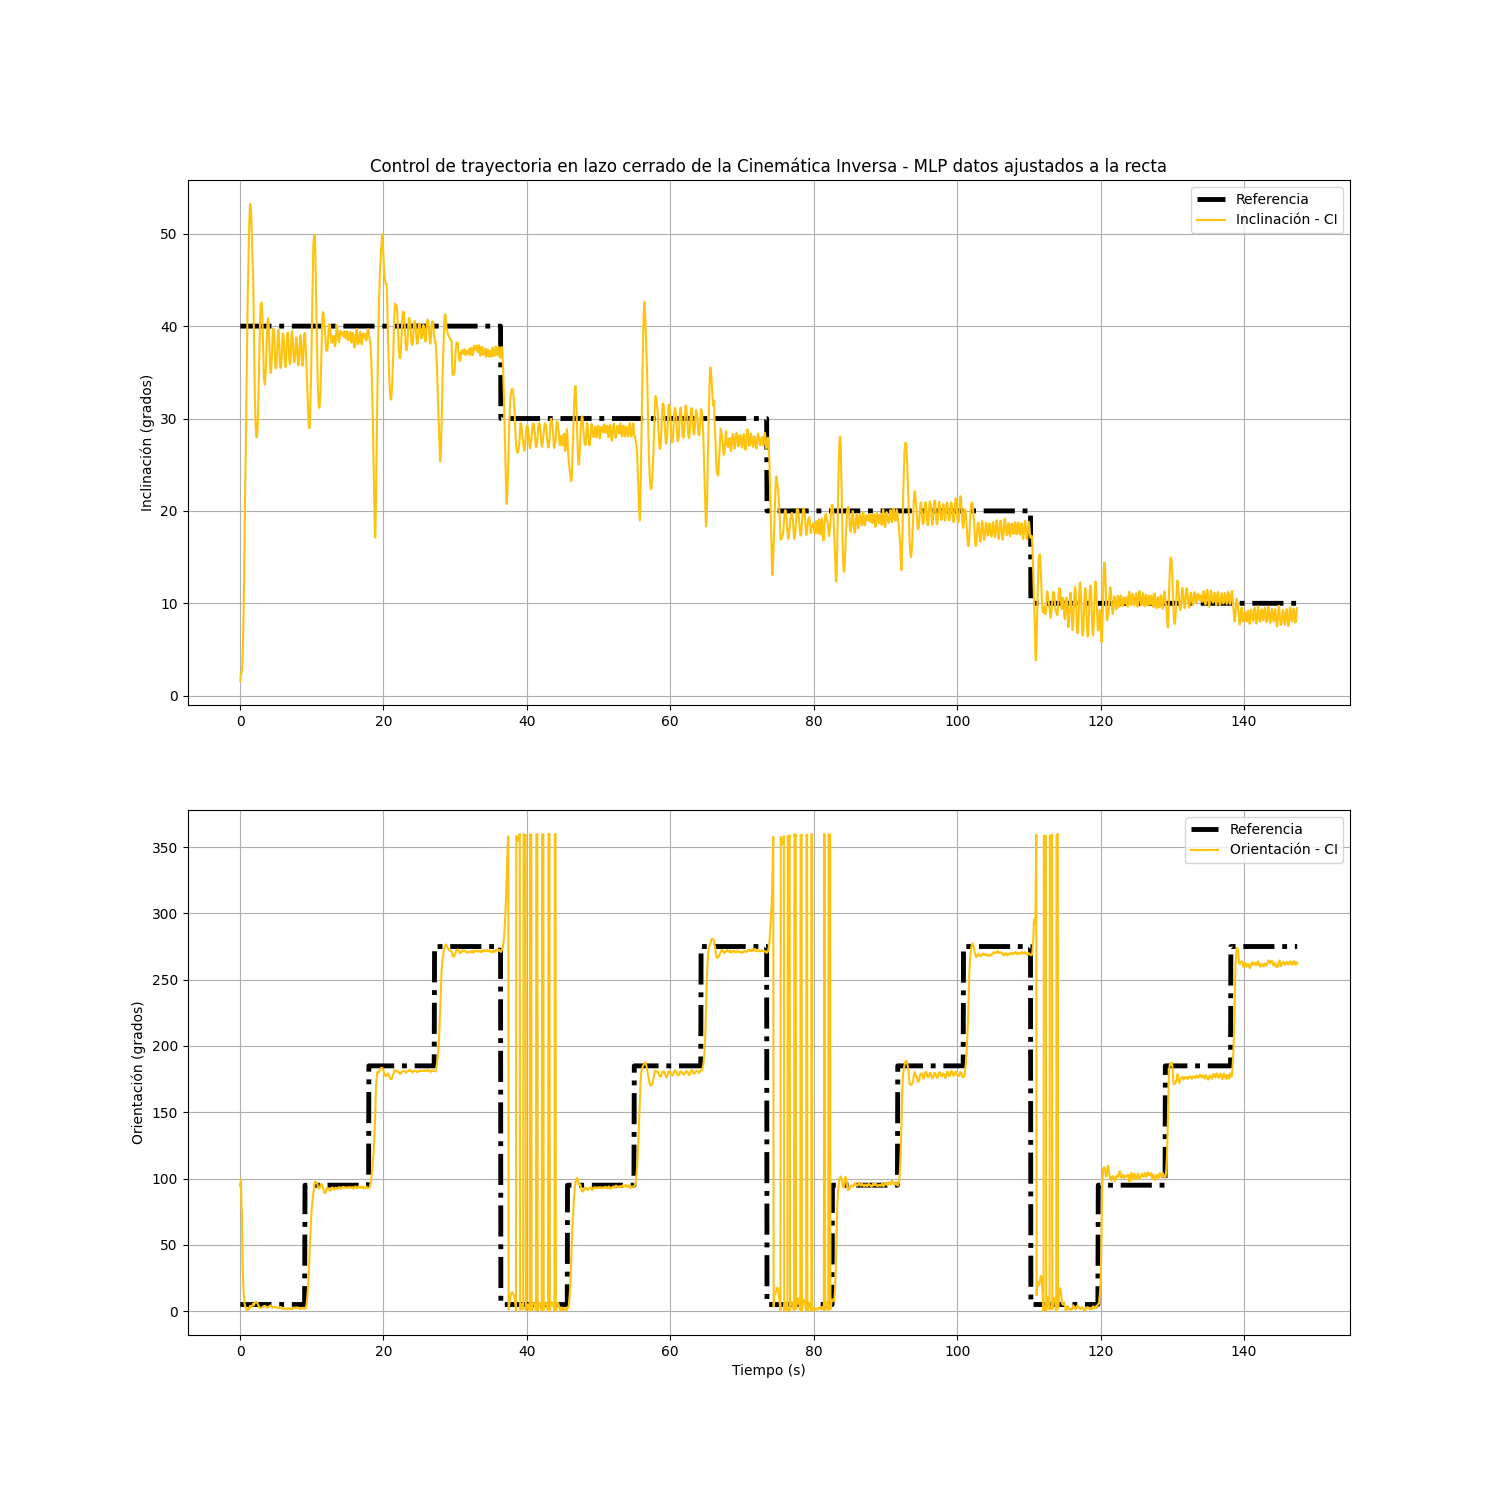 Control de trayectoria en lazo cerrado de la Cinemática Inversa - MLP datos ajustados a la recta
Referencia
Inclinación - CI
Inclinación (grados)
50
40
30
20
10
0
0 20 40 60 80 100 120 140
Referencia
Orientación - CI
Orientación (grados)
350
300
250
200
150
100
50
0
0 20 40 60 80 100 120 140
Tiempo (s)